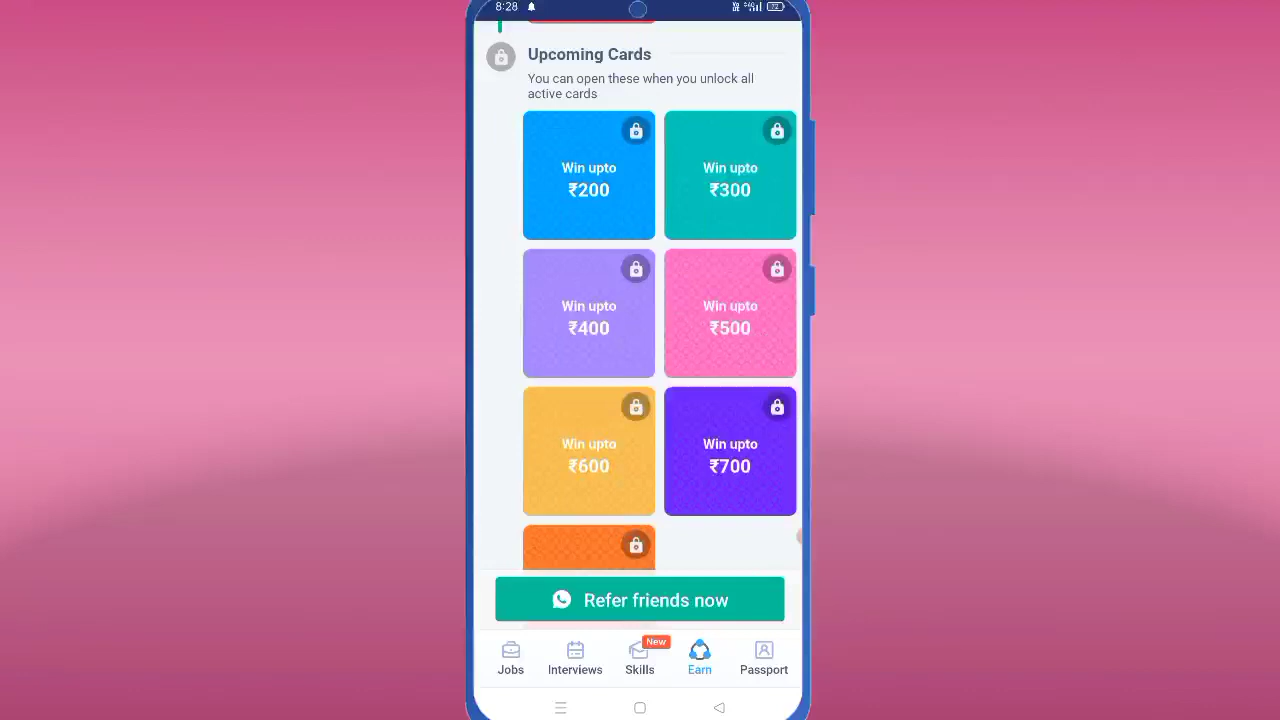 8:28
72
Upcoming Cards
You can open these when you unlock all
active cards
Win upto
₹200
Win upto
₹300
Win upto
₹400
Win upto
₹500
Win upto
₹600
Win upto
₹700
Refer friends now
Jobs
Interviews
New
Skills
Earn
Passport